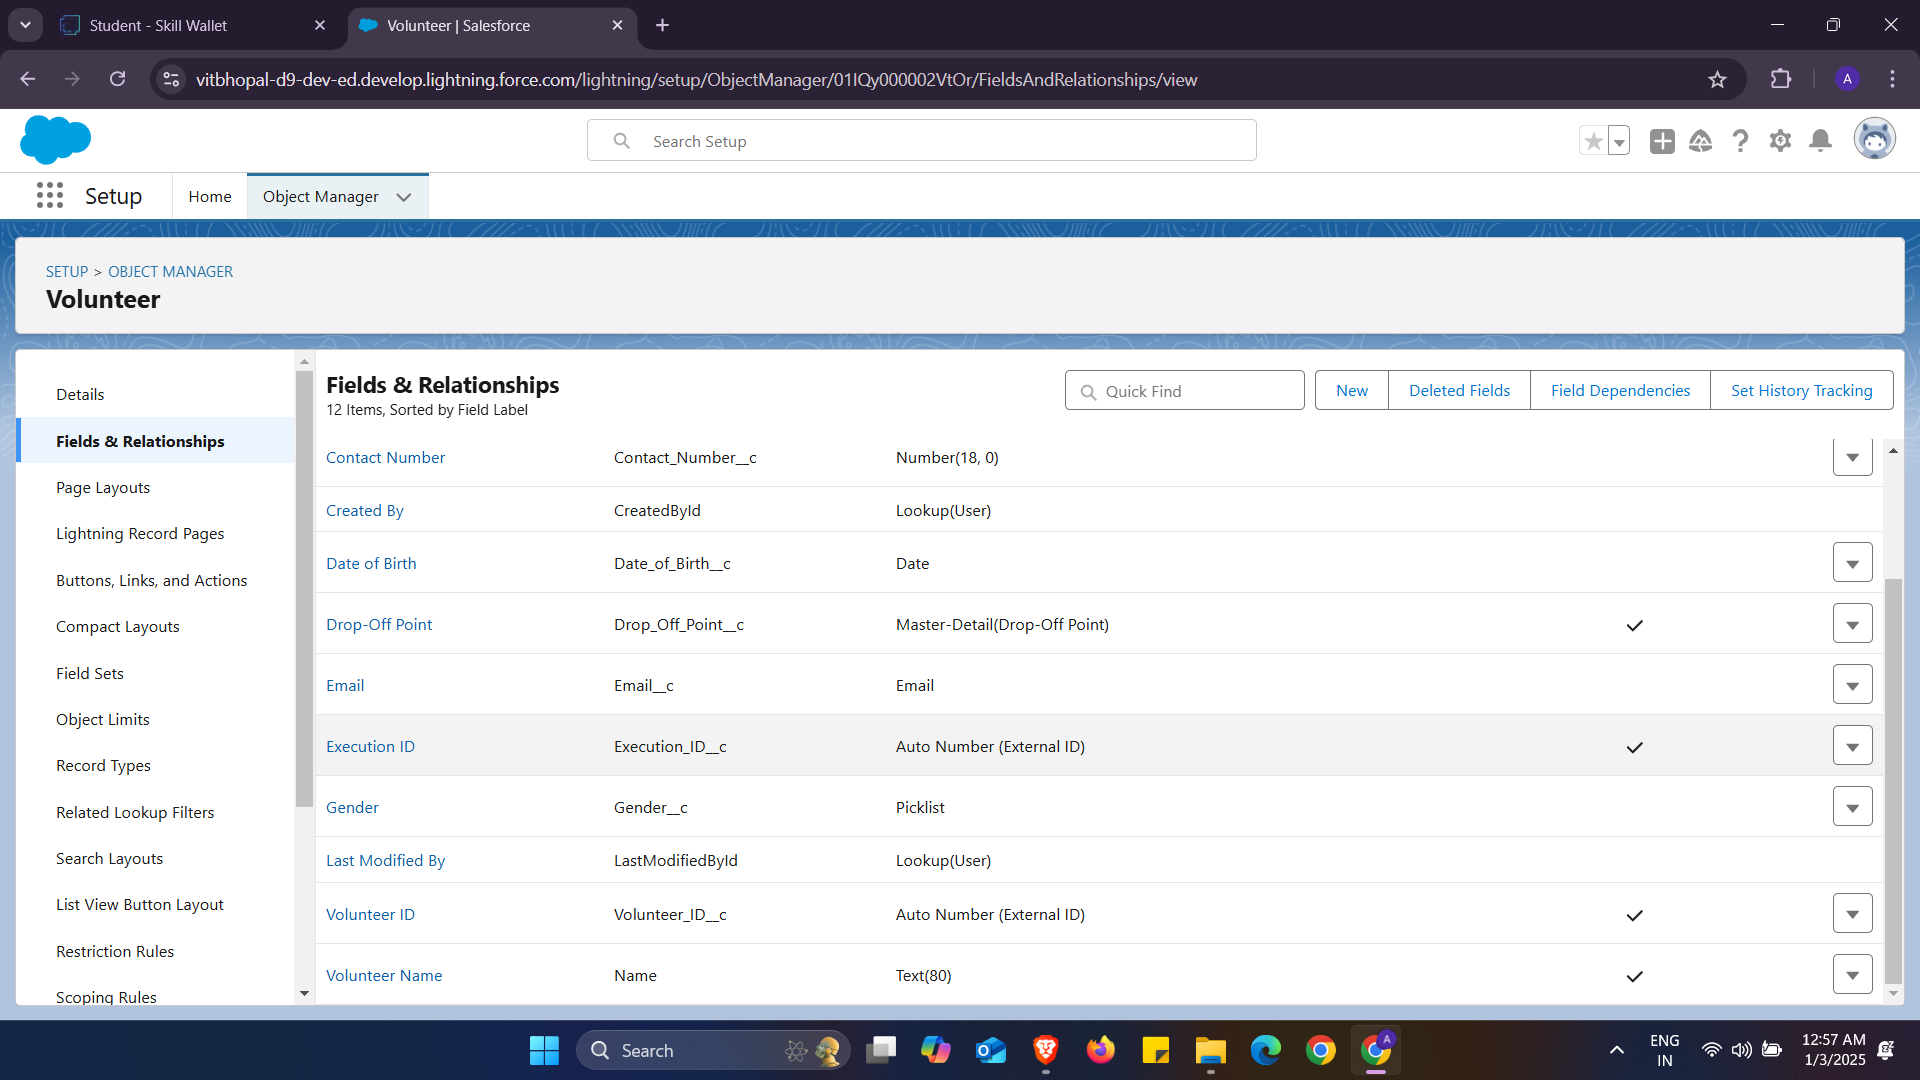 Student - Skill Wallet
Volunteer | Salesforce
vitbhopal-d9-dev-ed.develop.lightning.force.com/lightning/setup/ObjectManager/01IQy000002VtOr/FieldsAndRelationships/view
A
Search Setup
Setup
Home
Object Manager
SETUP > OBJECT MANAGER
Volunteer
Details
Fields & Relationships
Page Layouts
Lightning Record Pages
Buttons, Links, and Actions
Compact Layouts
Field Sets
Object Limits
Record Types
Related Lookup Filters
Search Layouts
List View Button Layout
Restriction Rules
Scoping Rules
Fields & Relationships
12 Items, Sorted by Field Label
Quick Find
New
Deleted Fields
Field Dependencies
Set History Tracking
Contact Number Contact_Number__c Number(18, 0)
Created By CreatedById Lookup(User)
Date of Birth Date_of_Birth__c Date
Drop-Off Point Drop_Off_Point__c Master-Detail(Drop-Off Point)
Email Email__c Email
Execution ID Execution_ID__c Auto Number (External ID)
Gender Gender__c Picklist
Last Modified By LastModifiedById Lookup(User)
Volunteer ID Volunteer_ID__c Auto Number (External ID)
Volunteer Name Name Text(80)
Search
A
ENG
IN
12:57 AM
1/3/2025